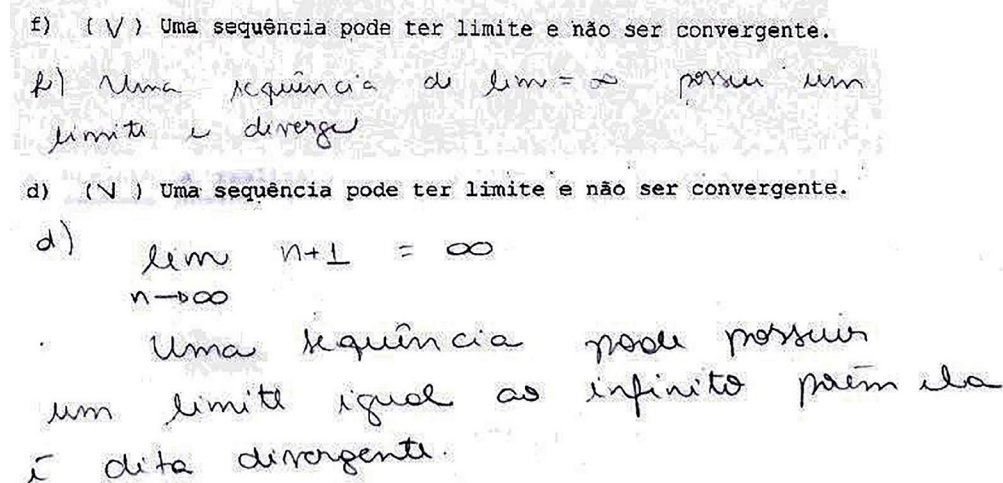 f) (V) Uma sequência pode ter limite e não ser convergente.
f) Uma sequência de lim = ∞ possui um
limite e diverge
d) (V) Uma sequência pode ter limite e não ser convergente.
d) lim n+1 = ∞
n→∞
Uma sequência pode possuir
um limite igual ao infinito porém ela
é dita divergente.